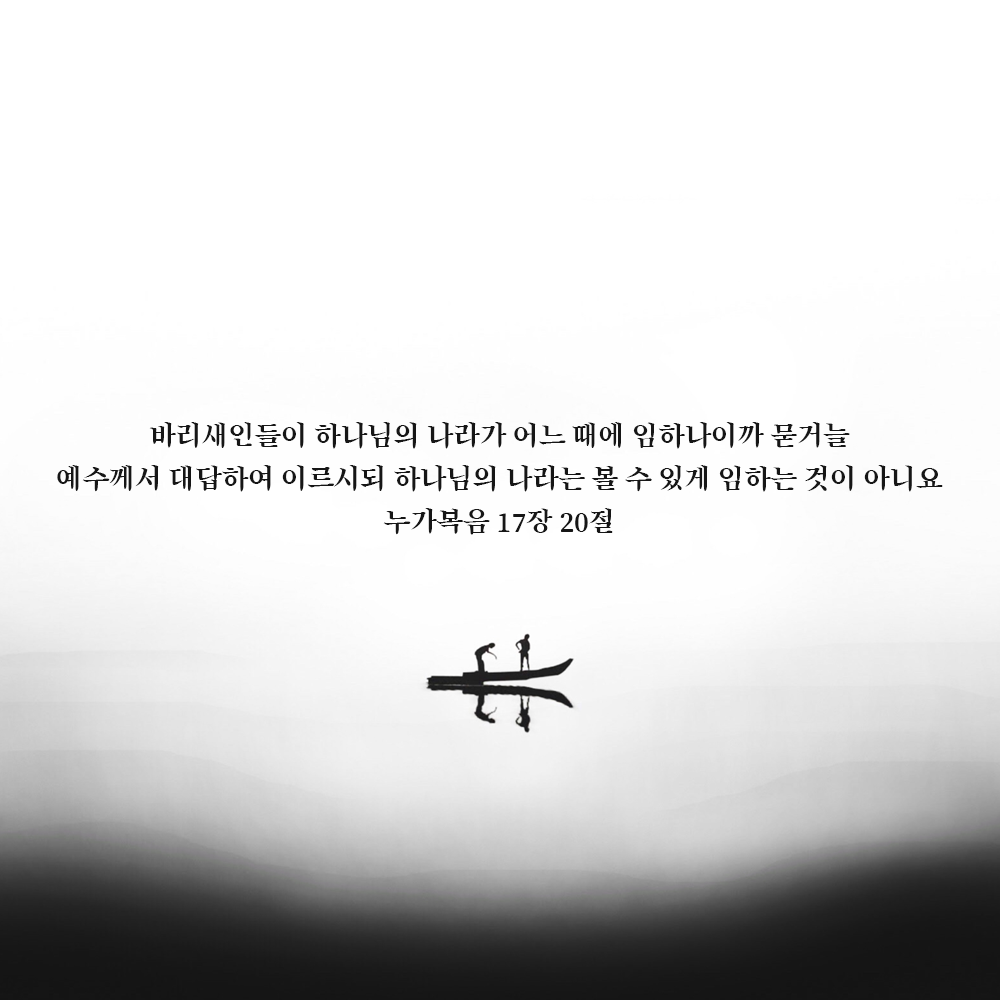 바리새인들이 하나님의 나라가 어느 때에 임하나이까 묻거늘
예수께서 대답하여 이르시되 하나님의 나라는 볼 수 있게 임하는 것이 아니요
누가복음 17장 20절